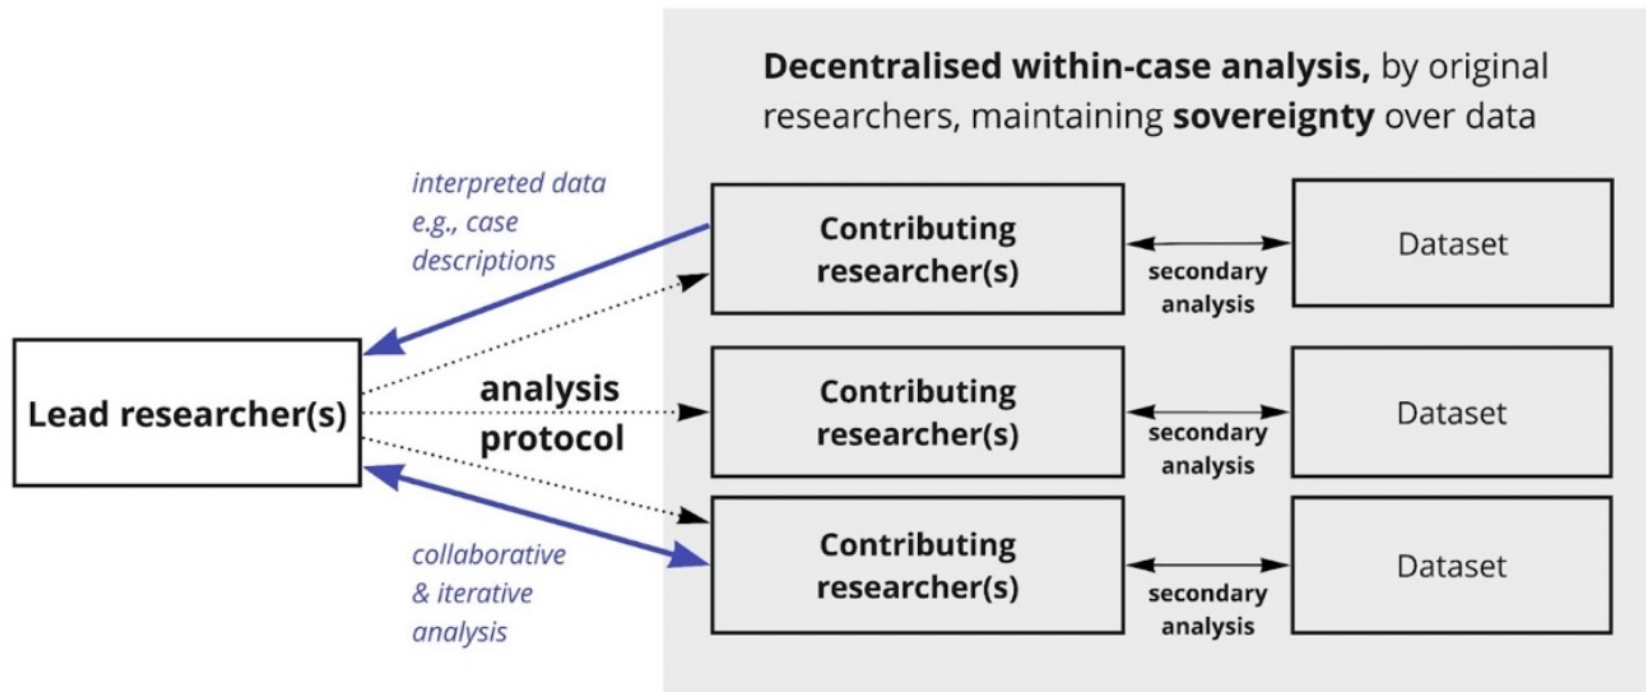 Decentralised within-case analysis, by original
researchers, maintaining sovereignty over data
interpreted data
e.g., case
descriptions
Lead researcher(s)
analysis
protocol
collaborative
& iterative
analysis
Contributing
researcher(s)
secondary
analysis
Dataset
Contributing
researcher(s)
secondary
analysis
Dataset
Contributing
researcher(s)
secondary
analysis
Dataset